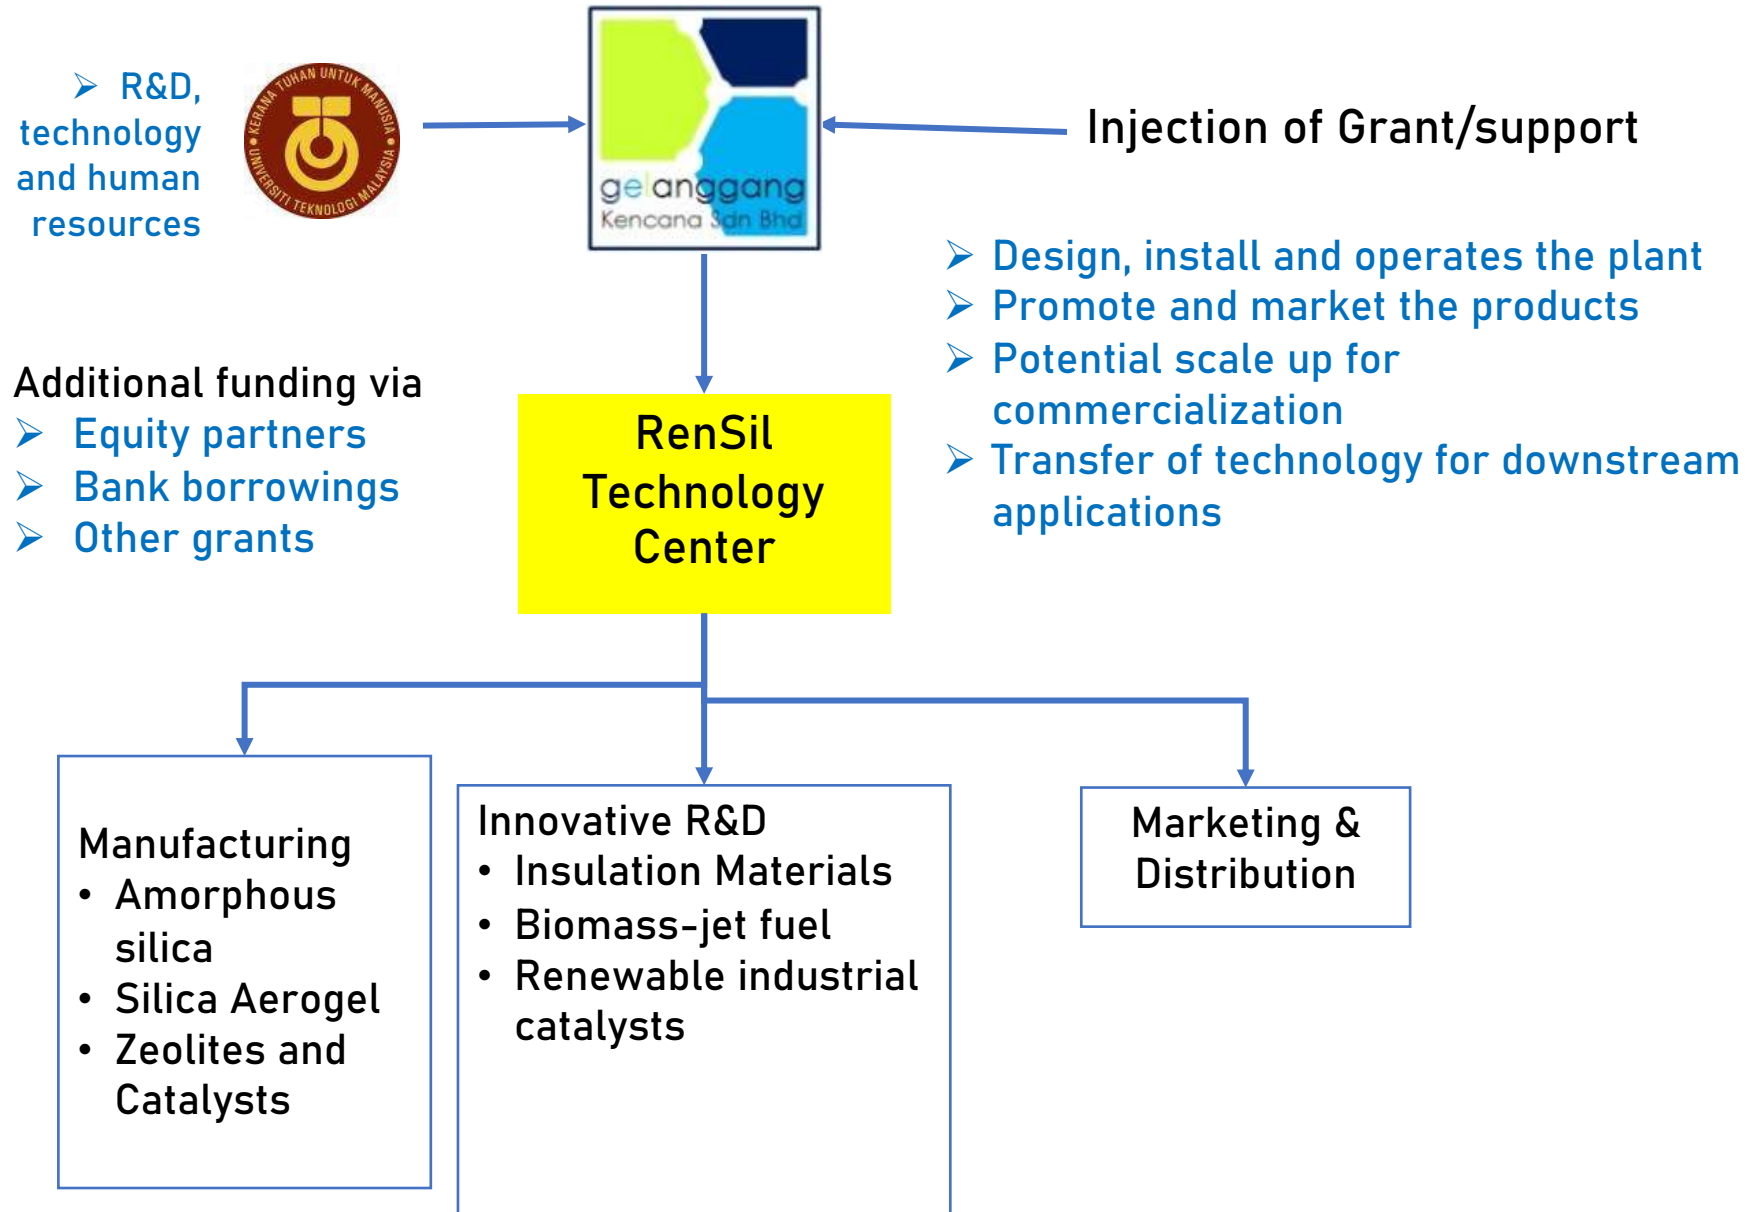 ➢ R&D,
technology
and human
resources
KERANA TUHAN UNTUK MANUSIA
UNIVERSITI TEKNOLOGI MALAYSIA
gelanggang
Kencana Sdn Bhd
Injection of Grant/support
➢ Design, install and operates the plant
➢ Promote and market the products
➢ Potential scale up for
commercialization
➢ Transfer of technology for downstream
applications
Additional funding via
➢ Equity partners
➢ Bank borrowings
➢ Other grants
RenSil
Technology
Center
Manufacturing
• Amorphous
silica
• Silica Aerogel
• Zeolites and
Catalysts
Innovative R&D
• Insulation Materials
• Biomass-jet fuel
• Renewable industrial
catalysts
Marketing &
Distribution